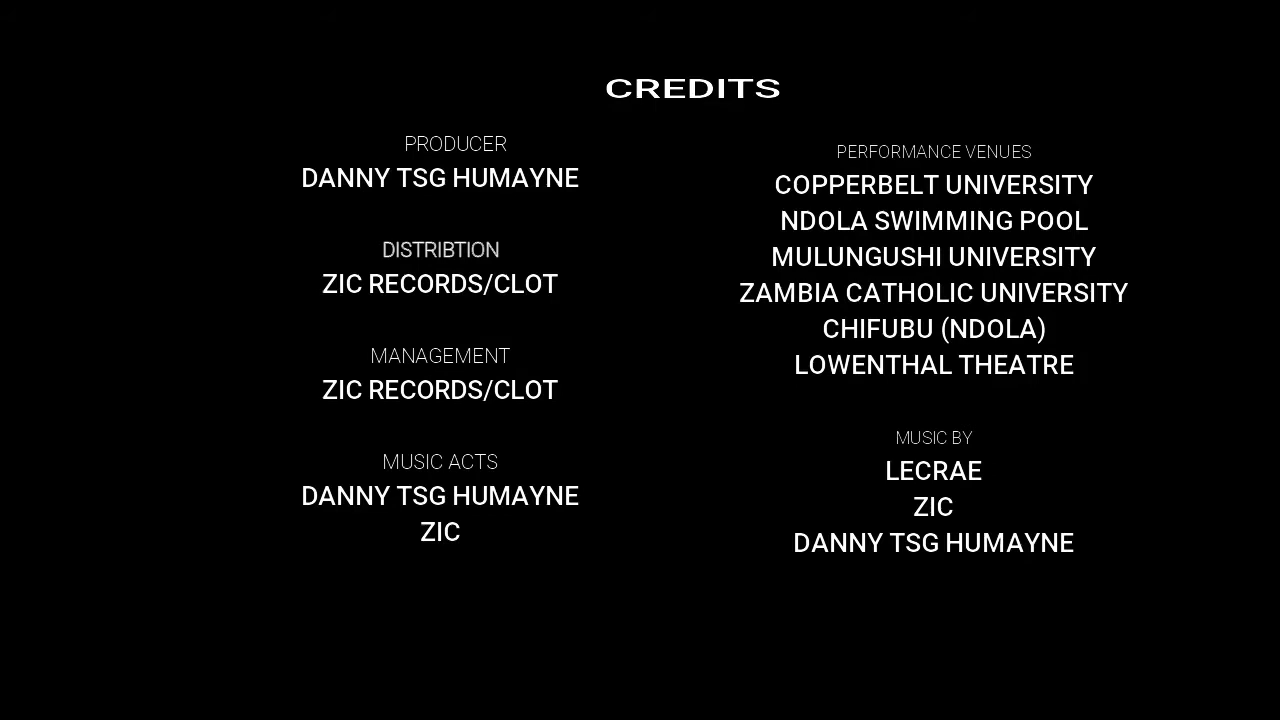 CREDITS
PRODUCER
DANNY TSG HUMAYNE
DISTRIBTION
ZIC RECORDS/CLOT
MANAGEMENT
ZIC RECORDS/CLOT
MUSIC ACTS
DANNY TSG HUMAYNE
ZIC
PERFORMANCE VENUES
COPPERBELT UNIVERSITY
NDOLA SWIMMING POOL
MULUNGUSHI UNIVERSITY
ZAMBIA CATHOLIC UNIVERSITY
CHIFUBU (NDOLA)
LOWENTHAL THEATRE
MUSIC BY
LECRAE
ZIC
DANNY TSG HUMAYNE